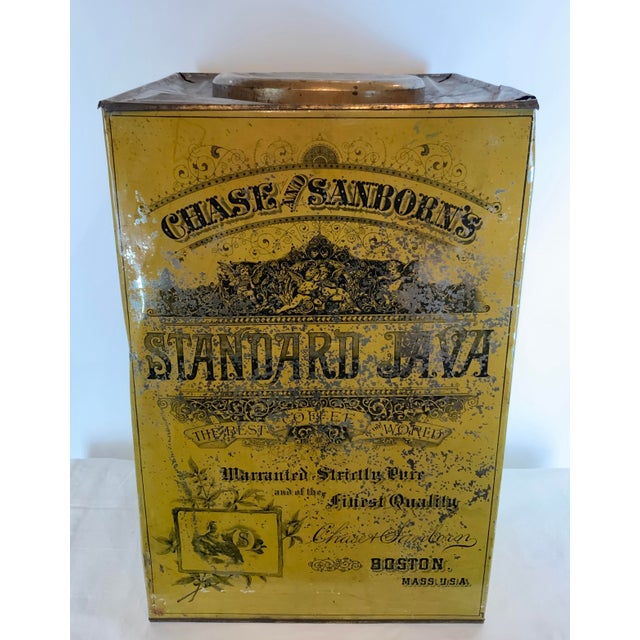 CHASE AND SANBORN'S
STANDARD JAVA
THE BEST COFFEE IN THE WORLD
Warranted Strictly Pure
and of the Finest Quality
Chase & Sanborn
BOSTON,
MASS. U.S.A.